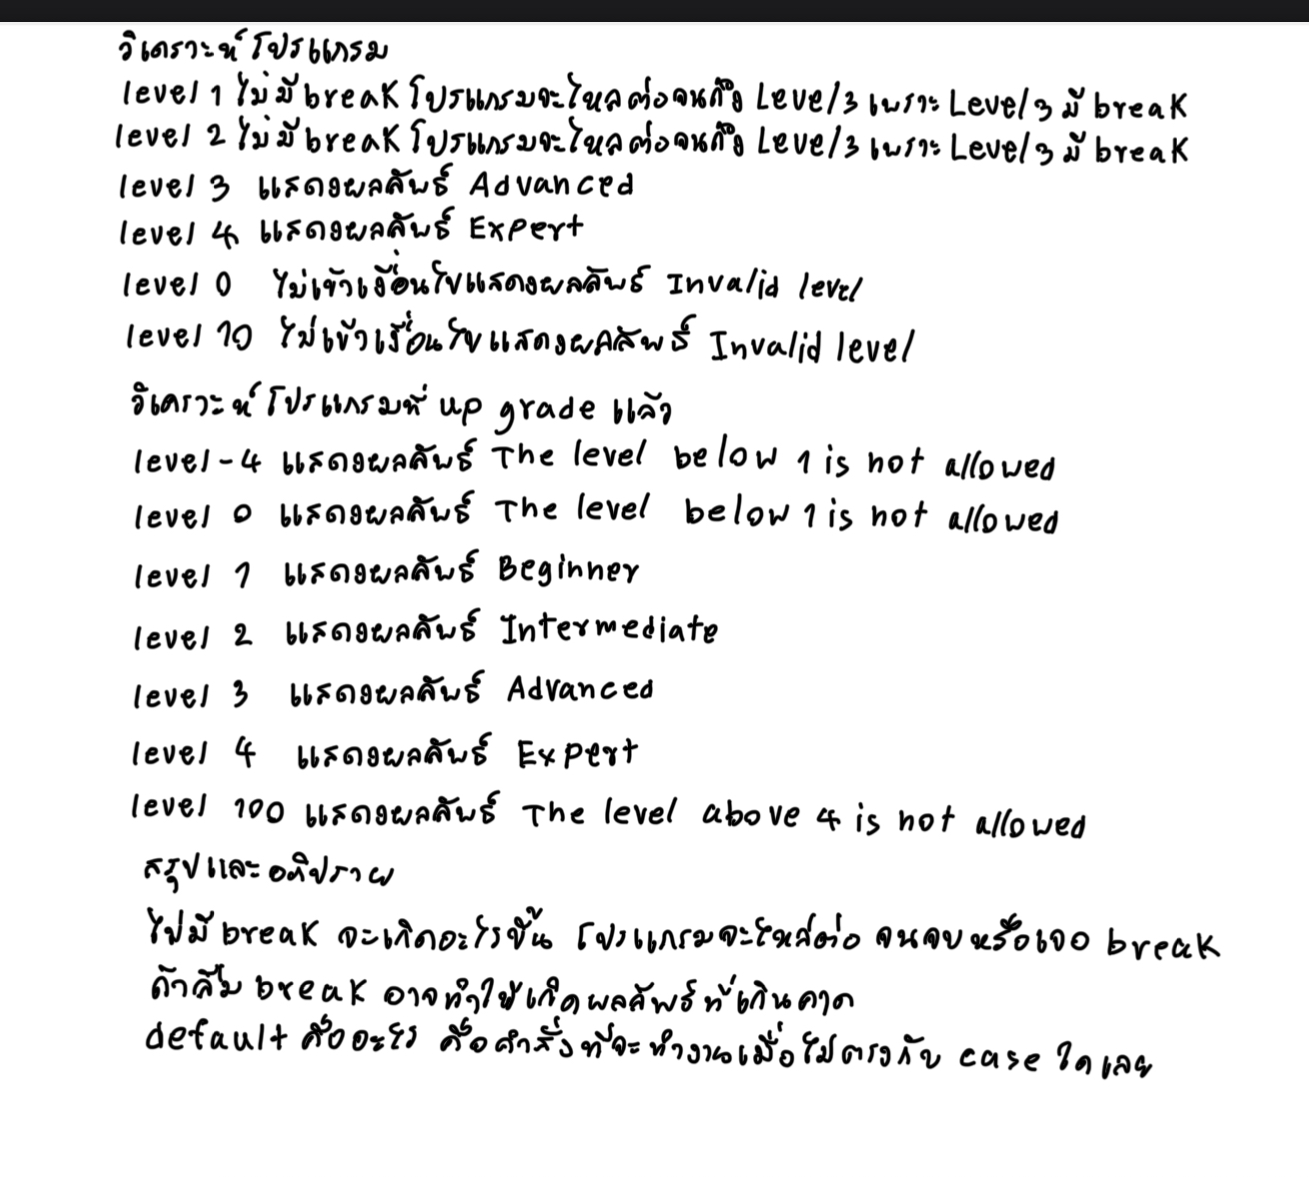 วิเคราะห์โปรแกรม
level 1 ไม่มี break โปรแกรมจะไหลต่อจนถึง Level 3 เพราะ Level 3 มี break
level 2 ไม่มี break โปรแกรมจะไหลต่อจนถึง Level 3 เพราะ Level 3 มี break
level 3 แสดงผลลัพธ์ Advanced
level 4 แสดงผลลัพธ์ Expert
level 0 ไม่เข้าเงื่อนไขแสดงผลลัพธ์ Invalid level
level 10 ไม่เข้าเงื่อนไขแสดงผลลัพธ์ Invalid level
วิเคราะห์โปรแกรมที่ up grade แล้ว
level -4 แสดงผลลัพธ์ The level below 1 is not allowed
level 0 แสดงผลลัพธ์ The level below 1 is not allowed
level 1 แสดงผลลัพธ์ Beginner
level 2 แสดงผลลัพธ์ Intermediate
level 3 แสดงผลลัพธ์ Advanced
level 4 แสดงผลลัพธ์ Expert
level 100 แสดงผลลัพธ์ The level above 4 is not allowed
สรุปและอภิปราย
ไม่มี break จะเกิดอะไรขึ้น โปรแกรมจะไหลต่อ จนจบหรือเจอ break
ถ้าลืม break อาจทำให้เกิดผลลัพธ์ที่เกินคาด
default คืออะไร คือคำสั่งที่จะทำงานเมื่อไม่ตรงกับ case ใดเลย